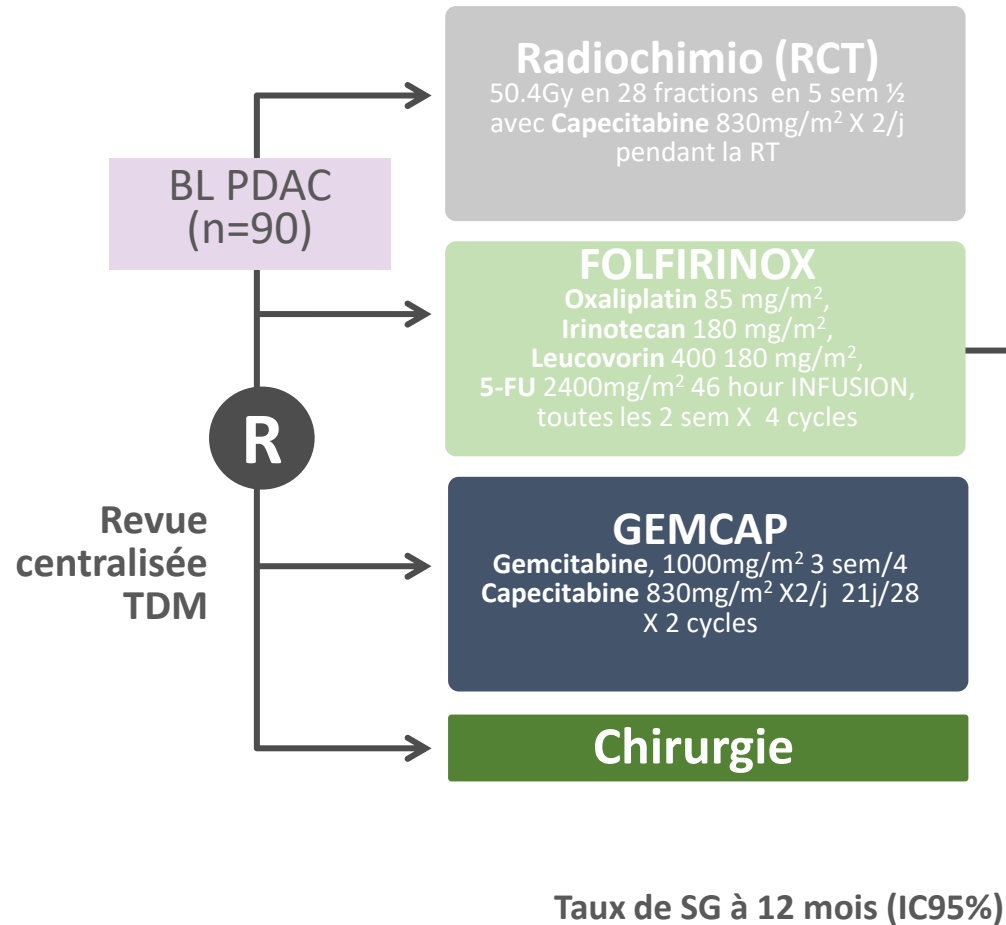 Radiochimio (RCT)
50.4Gy en 28 fractions en 5 sem ½
avec Capecitabine 830mg/m² X 2/j
pendant la RT
BL PDAC
(n=90)
FOLFIRINOX
Oxaliplatin 85 mg/m²,
Irinotecan 180 mg/m²,
Leucovorin 400 180 mg/m²,
5-FU 2400mg/m² 46 hour INFUSION,
toutes les 2 sem X 4 cycles
R
Revue
centralisée
TDM
GEMCAP
Gemcitabine, 1000mg/m² 3 sem/4
Capecitabine 830mg/m² X2/j 21j/28
X 2 cycles
Chirurgie
Taux de SG à 12 mois (IC95%)